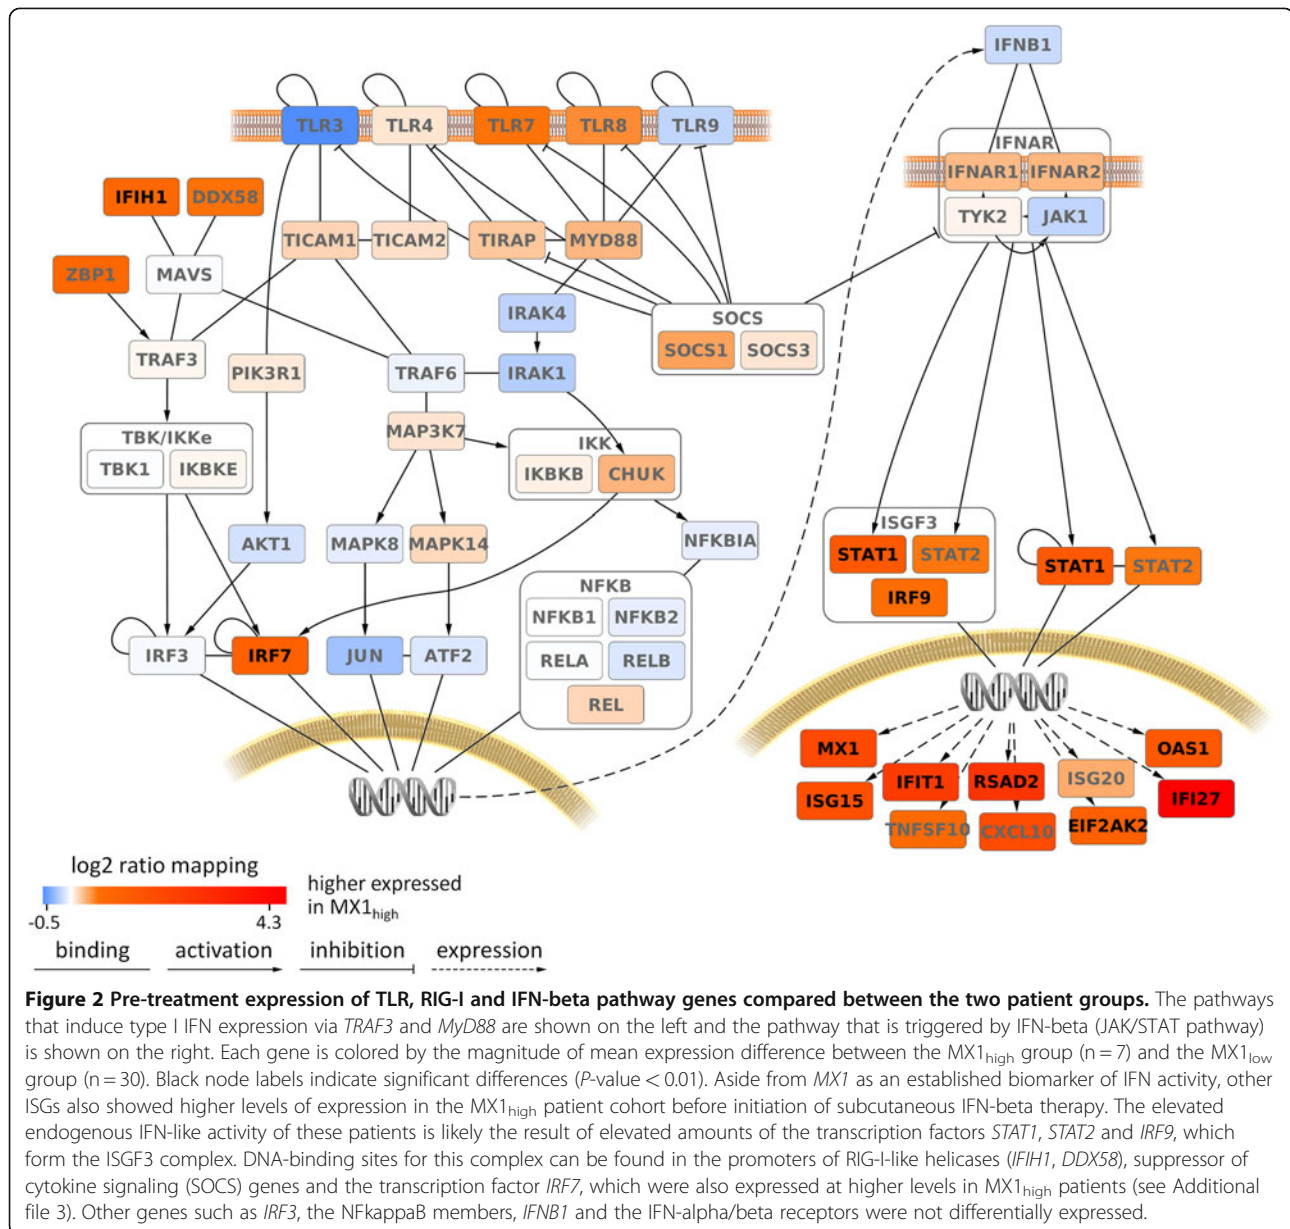 IFNB1
TLR3 TLR4 TLR7 TLR8 TLR9
IFNAR
IFNAR1 IFNAR2
IFIH1 DDX58
TYK2 JAK1
TICAM1 TICAM2 TIRAP MYD88
ZBP1 MAVS
IRAK4 SOCS
SOCS1 SOCS3
TRAF3 PIK3R1 TRAF6 IRAK1
MAP3K7
TBK/IKKe IKK
TBK1 IKBKE IKBKB CHUK
ISGF3
AKT1 MAPK8 MAPK14 NFKBIA
STAT1 STAT2 STAT1 STAT2
NFKB
IRF9
NFKB1 NFKB2
IRF3 IRF7 JUN ATF2 RELA RELB
REL
MX1 OAS1
IFIT1 RSAD2 ISG20
ISG15 IFI27
TNFSF10 CXCL10 EIF2AK2
log2 ratio mapping
higher expressed
in MX1high
-0.5 4.3
binding activation inhibition expression
Figure 2 Pre-treatment expression of TLR, RIG-I and IFN-beta pathway genes compared between the two patient groups. The pathways
that induce type I IFN expression via TRAF3 and MyD88 are shown on the left and the pathway that is triggered by IFN-beta (JAK/STAT pathway)
is shown on the right. Each gene is colored by the magnitude of mean expression difference between the MX1high group (n = 7) and the MX1low
group (n = 30). Black node labels indicate significant differences (P-value < 0.01). Aside from MX1 as an established biomarker of IFN activity, other
ISGs also showed higher levels of expression in the MX1high patient cohort before initiation of subcutaneous IFN-beta therapy. The elevated
endogenous IFN-like activity of these patients is likely the result of elevated amounts of the transcription factors STAT1, STAT2 and IRF9, which
form the ISGF3 complex. DNA-binding sites for this complex can be found in the promoters of RIG-I-like helicases (IFIH1, DDX58), suppressor of
cytokine signaling (SOCS) genes and the transcription factor IRF7, which were also expressed at higher levels in MX1high patients (see Additional
file 3). Other genes such as IRF3, the NFkappaB members, IFNB1 and the IFN-alpha/beta receptors were not differentially expressed.